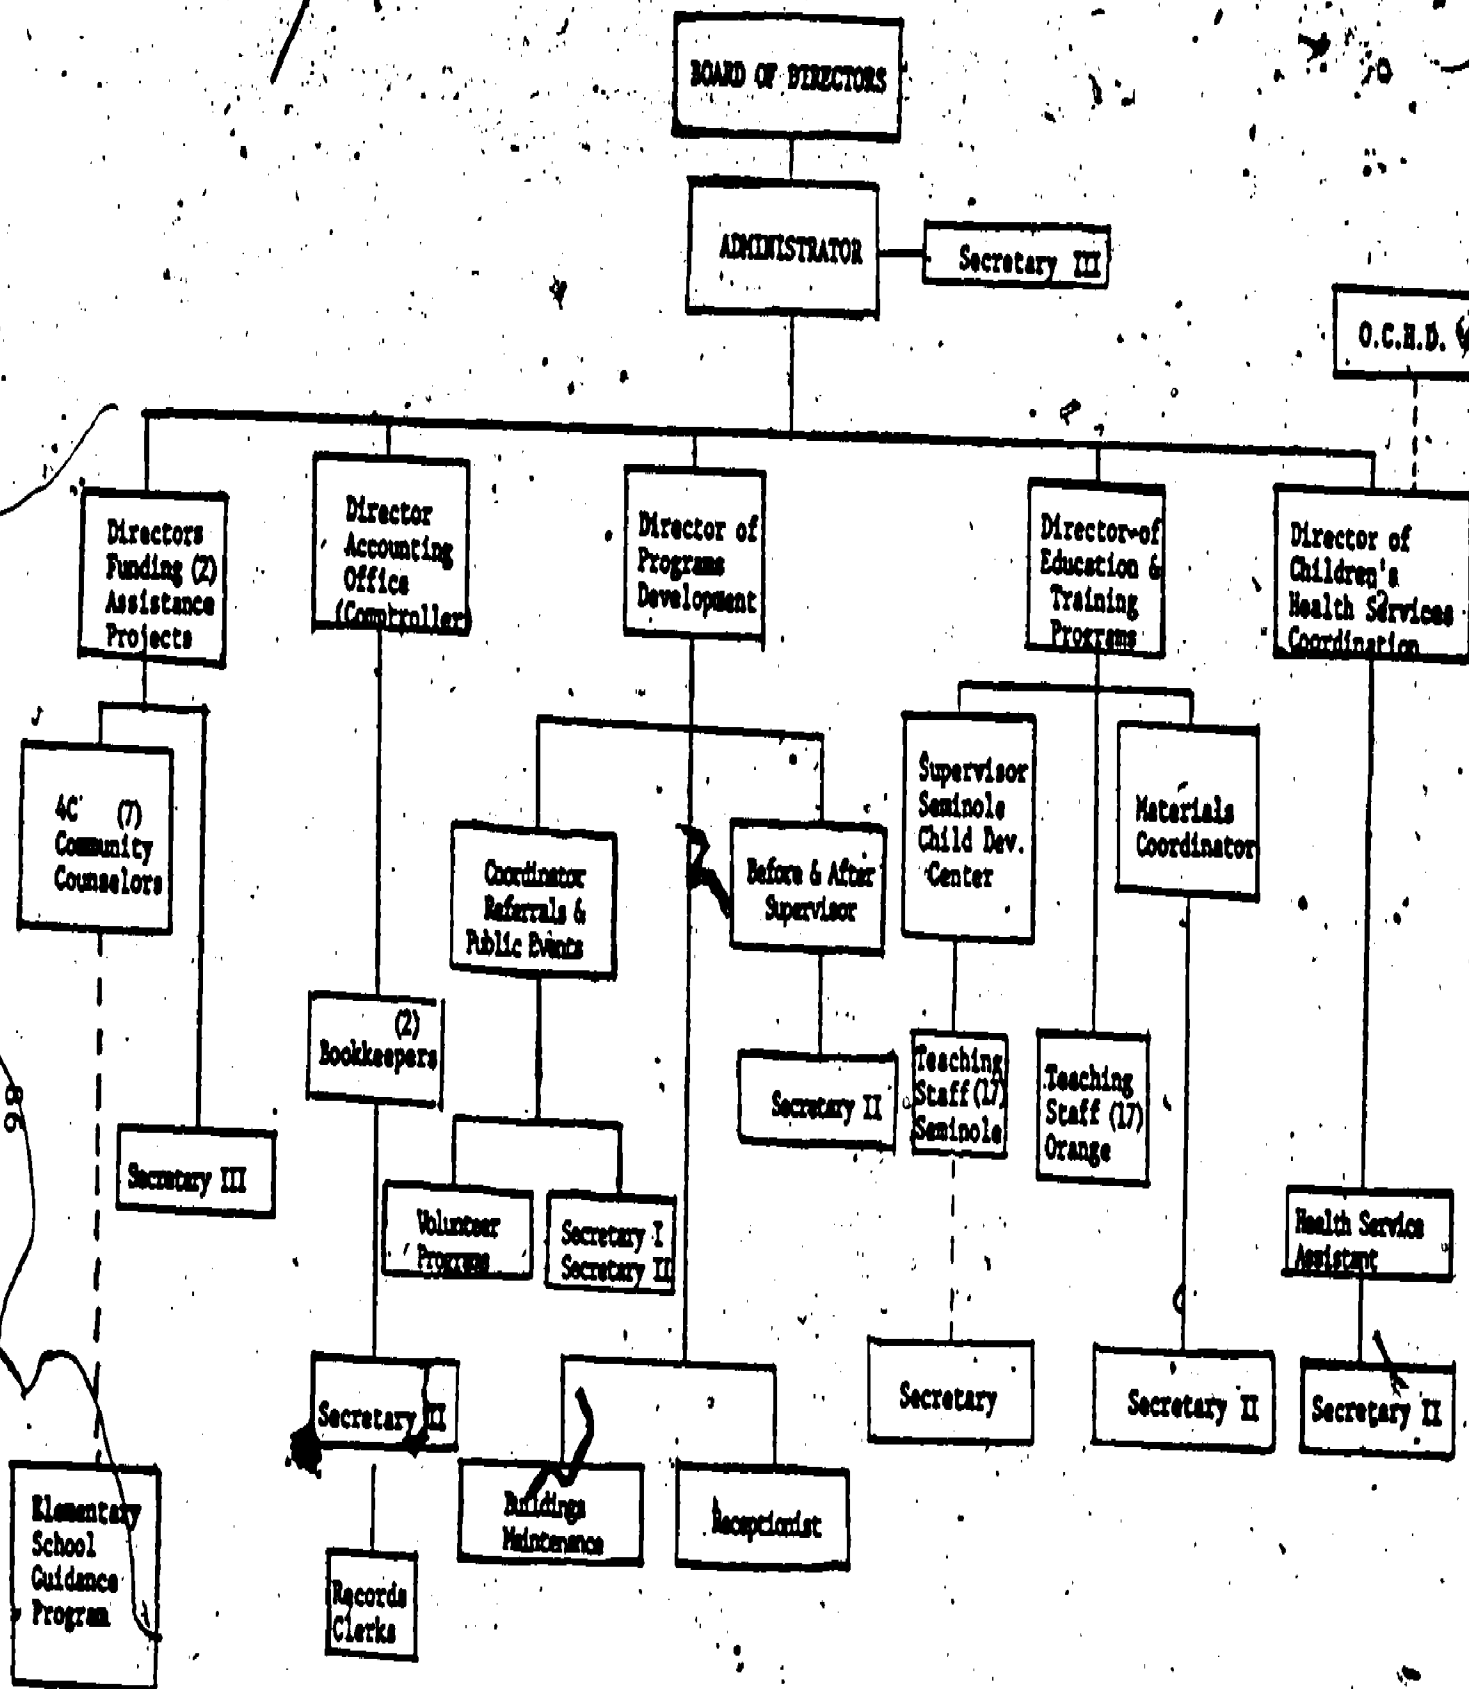 BOARD OF DIRECTORS
ADMINISTRATOR
Secretary III
O.C.H.D.
Directors
Funding (2)
Assistance
Projects
Director
Accounting
Office
(Comptroller)
Director of
Programs
Development
Director of
Education &
Training
Programs
Director of
Children's
Health Services
Coordination
4C (7)
Community
Counselors
Coordinator
Referrals &
Public Events
Before & After
Supervisor
Supervisor
Seminole
Child Dev.
Center
Materials
Coordinator
(2)
Bookkeepers
Secretary II
Teaching
Staff (17)
Seminole
Teaching
Staff (17)
Orange
86
Secretary III
Volunteer
Programs
Secretary I
Secretary II
Health Service
Assistant
Secretary II
Secretary
Secretary II
Secretary II
Elementary
School
Guidance
Program
Buildings
Maintenance
Receptionist
Records
Clerks